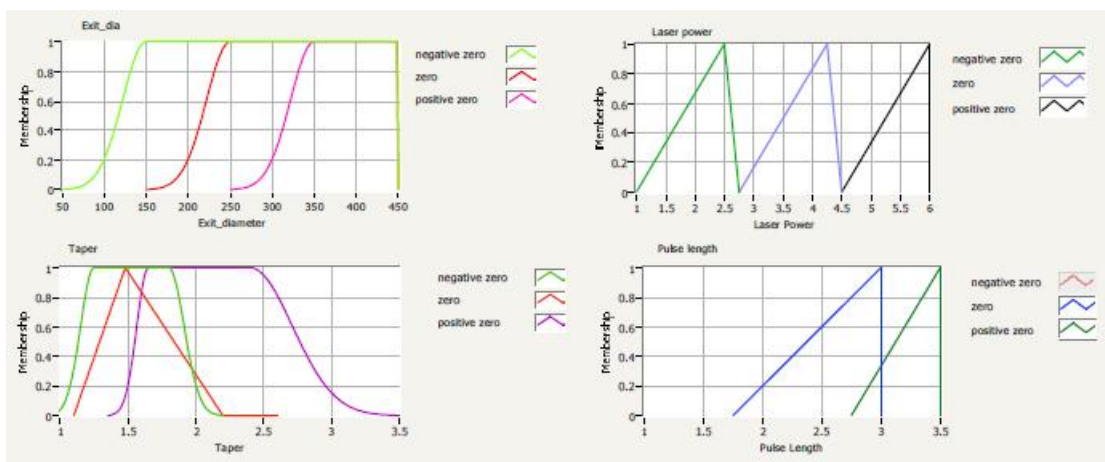 Exit_dia
Membership
1
0.8
0.6
0.4
0.2
0
50 100 150 200 250 300 350 400 450
Exit_diameter
negative zero
zero
positive zero
Laser power
Membership
1
0.8
0.6
0.4
0.2
0
1 1.5 2 2.5 3 3.5 4 4.5 5 5.5 6
Laser Power
negative zero
zero
positive zero
Taper
Membership
1
0.8
0.6
0.4
0.2
0
1 1.5 2 2.5 3 3.5
Taper
negative zero
zero
positive zero
Pulse length
Membership
1
0.8
0.6
0.4
0.2
0
1 2 2.5 3 3.5
Pulse Length
negative zero
zero
positive zero